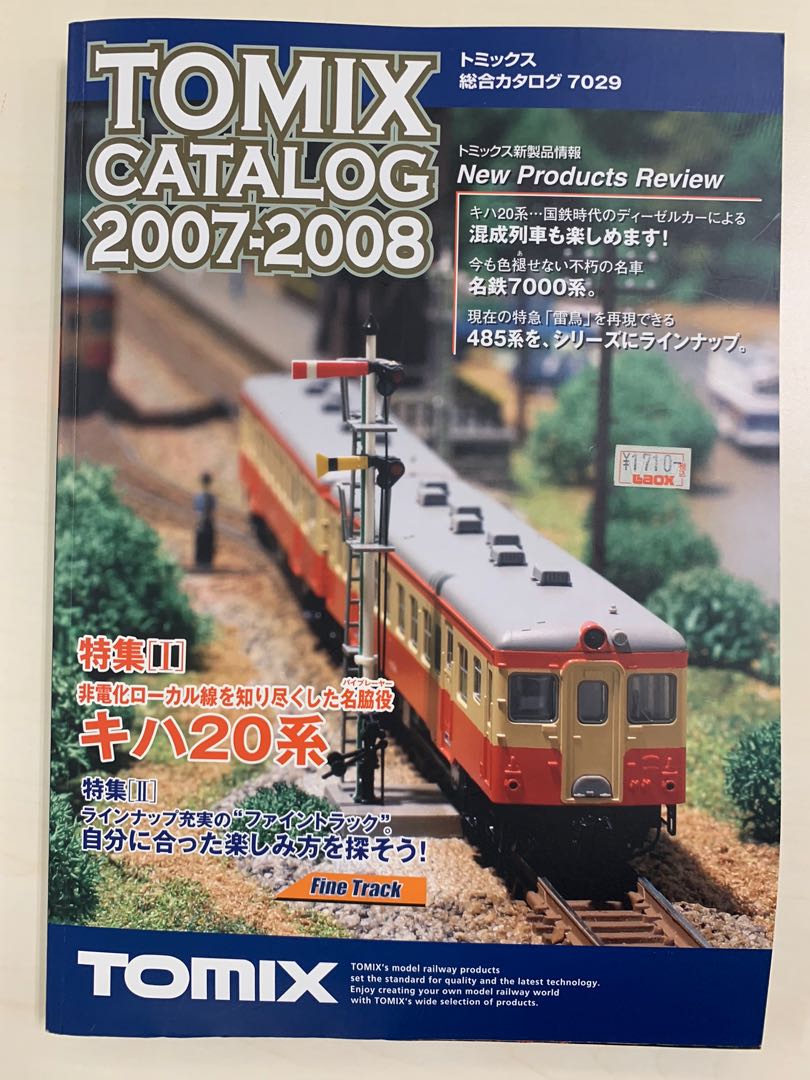 TOMIX
CATALOG
2007-2008
トミックス
総合カタログ 7029
トミックス新製品情報
New Products Review
キハ20系…国鉄時代のディーゼルカーによる
混成列車も楽しめます!
今も色褪せない不朽の名車
あ
名鉄7000系。
現在の特急「雷鳥」を再現できる
485系を、シリーズにラインナップ。
¥1,710-
Laox
特集[I]
バイプレーヤー
非電化ローカル線を知り尽くした名脇役
キハ20系
特集[II]
ラインナップ充実の“ファイントラック”。
自分に合った楽しみ方を探そう!
Fine Track
TOMIX
TOMIX's model railway products
set the standard for quality and the latest technology.
Enjoy creating your own model railway world
with TOMIX's wide selection of products.